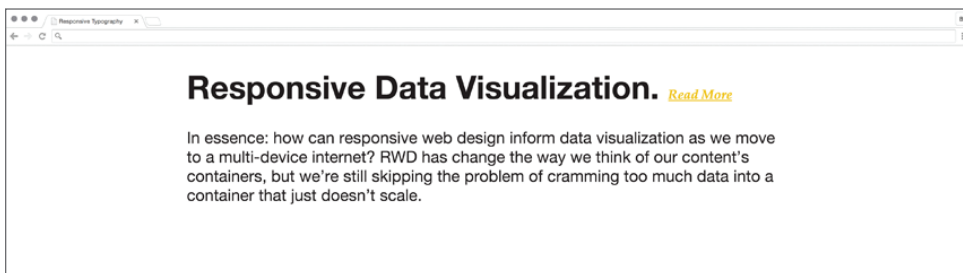 Responsive Typography
Responsive Data Visualization. Read More
In essence: how can responsive web design inform data visualization as we move
to a multi-device internet? RWD has change the way we think of our content’s
containers, but we’re still skipping the problem of cramming too much data into a
container that just doesn’t scale.